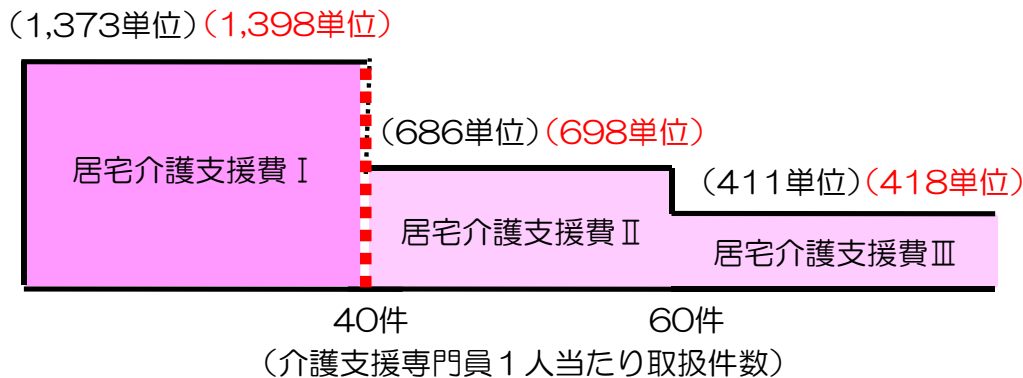 （1,373単位）（1,398単位）
（686単位）（698単位）
（411単位）（418単位）
居宅介護支援費Ⅰ
居宅介護支援費Ⅱ
居宅介護支援費Ⅲ
40件
60件
（介護支援専門員１人当たり取扱件数）